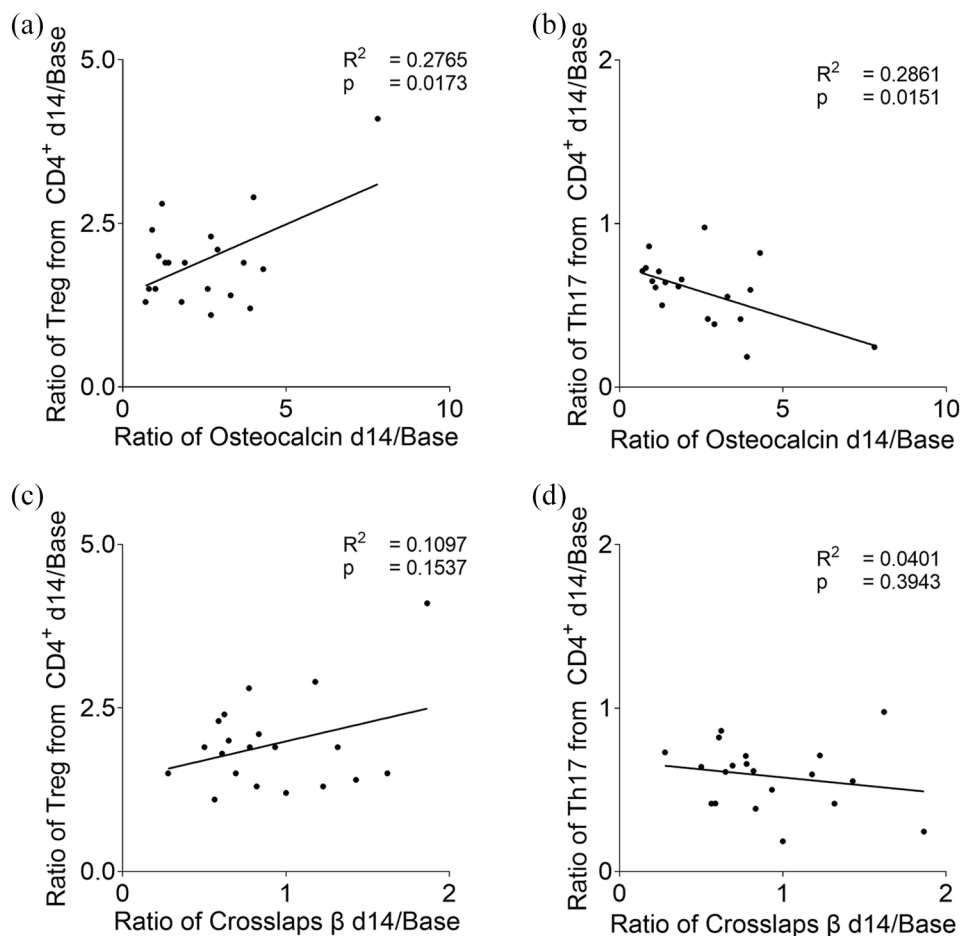 (a)
Ratio of Treg from CD4⁺ d14/Base
5.0
2.5
0.0
R² = 0.2765
p = 0.0173
0 5 10
Ratio of Osteocalcin d14/Base
(b)
Ratio of Th17 from CD4⁺ d14/Base
2
1
0
R² = 0.2861
p = 0.0151
0 5 10
Ratio of Osteocalcin d14/Base
(c)
Ratio of Treg from CD4⁺ d14/Base
5.0
2.5
0.0
R² = 0.1097
p = 0.1537
0 1 2
Ratio of Crosslaps β d14/Base
(d)
Ratio of Th17 from CD4⁺ d14/Base
2
1
0
R² = 0.0401
p = 0.3943
0 1 2
Ratio of Crosslaps β d14/Base